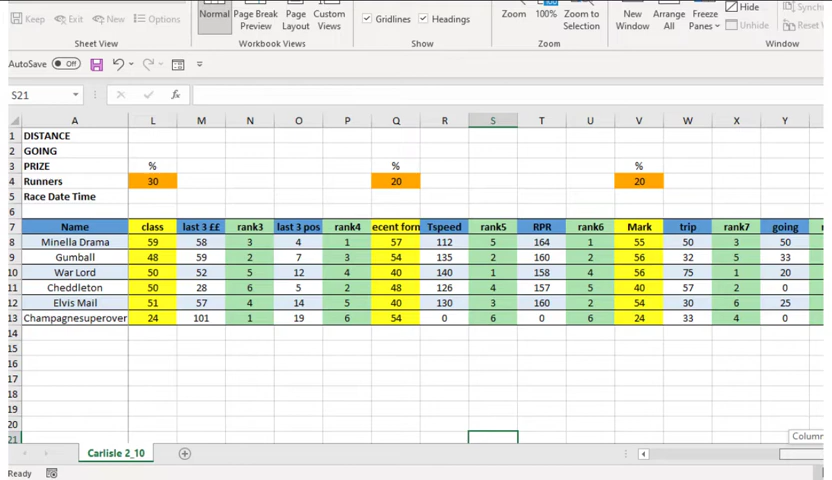 Keep Exit New Options
Normal Page Break Preview Page Layout Custom Views
Gridlines Headings
Zoom 100% Zoom to Selection
New Window Arrange All Freeze Panes Hide Unhide
Sheet View Workbook Views Show Zoom Window
AutoSave Off
S21 fx
A L M N O P Q R S T U V W X Y
1 DISTANCE
2 GOING
3 PRIZE % % %
4 Runners 30 20 20
5 Race Date Time
6
7 Name class last 3 ££ rank3 last 3 pos rank4 ecent forn Tspeed rank5 RPR rank6 Mark trip rank7 going
8 Minella Drama 59 58 3 4 1 57 112 5 164 1 55 50 3 50
9 Gumball 48 59 2 7 3 54 135 2 160 2 56 32 5 33
10 War Lord 50 52 5 12 4 40 140 1 158 4 56 75 1 20
11 Cheddleton 50 28 6 5 2 48 126 4 157 5 40 57 2 0
12 Elvis Mail 51 57 4 14 5 40 130 3 160 2 54 30 6 25
13 Champagnesuperover 24 101 1 19 6 54 0 6 0 6 24 33 4 0
14
15
16
17
18
19
20
21
Column
Carlisle 2_10
Ready